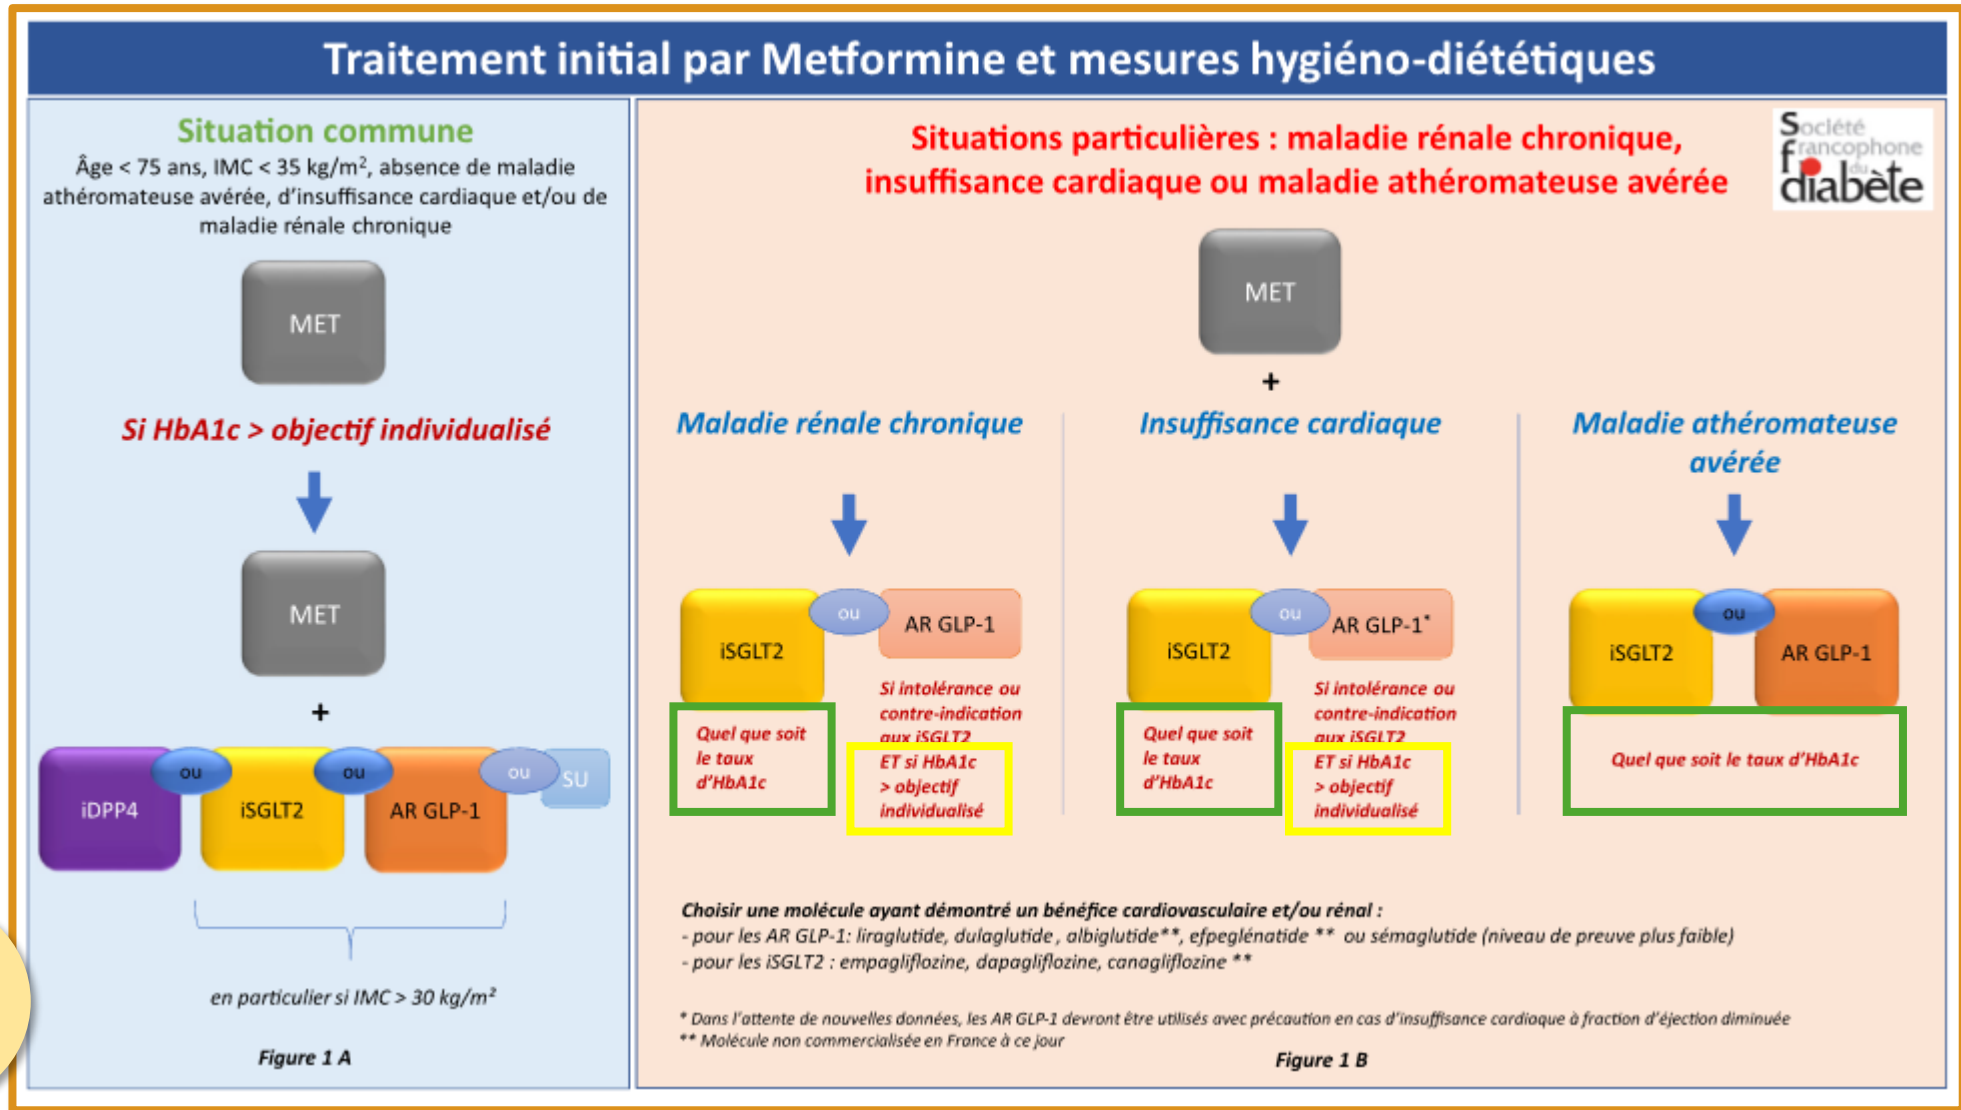 Traitement initial par Metformine et mesures hygiéno-diététiques
Situation commune
Âge < 75 ans, IMC < 35 kg/m², absence de maladie
athéromateuse avérée, d'insuffisance cardiaque et/ou de
maladie rénale chronique
MET
Si HbA1c > objectif individualisé
MET
+
iDPP4
ou
iSGLT2
ou
AR GLP-1
ou
SU
en particulier si IMC > 30 kg/m²
Figure 1 A
Situations particulières : maladie rénale chronique,
insuffisance cardiaque ou maladie athéromateuse avérée
Société
francophone
du
diabète
MET
+
Maladie rénale chronique
iSGLT2
ou
AR GLP-1
Quel que soit
le taux
d'HbA1c
Si intolérance ou
contre-indication
aux iSGLT2
ET si HbA1c
> objectif
individualisé
Insuffisance cardiaque
iSGLT2
ou
AR GLP-1*
Quel que soit
le taux
d'HbA1c
Si intolérance ou
contre-indication
aux iSGLT2
ET si HbA1c
> objectif
individualisé
Maladie athéromateuse
avérée
iSGLT2
ou
AR GLP-1
Quel que soit le taux d'HbA1c
Choisir une molécule ayant démontré un bénéfice cardiovasculaire et/ou rénal :
- pour les AR GLP-1: liraglutide, dulaglutide , albiglutide**, efpeglénatide ** ou sémaglutide (niveau de preuve plus faible)
- pour les iSGLT2 : empagliflozine, dapagliflozine, canagliflozine **
* Dans l'attente de nouvelles données, les AR GLP-1 devront être utilisés avec précaution en cas d'insuffisance cardiaque à fraction d'éjection diminuée
** Molécule non commercialisée en France à ce jour
Figure 1 B